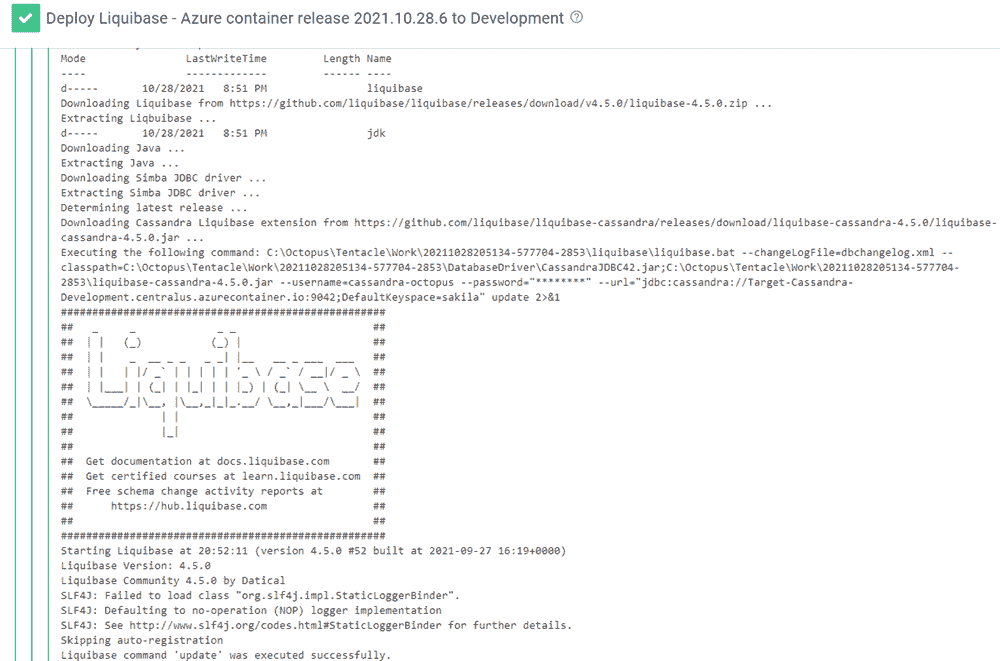 Deploy Liquibase - Azure container release 2021.10.28.6 to Development
Mode                LastWriteTime         Length Name
----                -------------         ------ ----
d-----       10/28/2021   8:51 PM                liquibase
Downloading Liquibase from https://github.com/liquibase/liquibase/releases/download/v4.5.0/liquibase-4.5.0.zip ...
Extracting Liqbuibase ...
d-----       10/28/2021   8:51 PM                jdk
Downloading Java ...
Extracting Java ...
Downloading Simba JDBC driver ...
Extracting Simba JDBC driver ...
Determining latest release ...
Downloading Cassandra Liquibase extension from https://github.com/liquibase/liquibase-cassandra/releases/download/liquibase-cassandra-4.5.0/liquibase-
cassandra-4.5.0.jar ...
Executing the following command: C:\Octopus\Tentacle\Work\20211028205134-577704-2853\liquibase\liquibase.bat --changeLogFile=dbchangelog.xml --
classpath=C:\Octopus\Tentacle\Work\20211028205134-577704-2853\DatabaseDriver\CassandraJDBC42.jar;C:\Octopus\Tentacle\Work\20211028205134-577704-
2853\liquibase-cassandra-4.5.0.jar --username=cassandra-octopus --password="********" --url="jdbc:cassandra://Target-Cassandra-
Development.centralus.azurecontainer.io:9042;DefaultKeyspace=sakila" update 2>&1
####################################################
##   _     _             _ _                      ##
##  | |   (_)           (_) |                     ##
##  | |    _  __ _ _   _ _| |__   __ _ ___  ___   ##
##  | |   | |/ _` | | | | | '_ \ / _` / __|/ _ \  ##
##  | |___| | (_| | |_| | | |_) | (_| \__ \  __/  ##
##  \_____/_|\__, |\__,_|_|_.__/ \__,_|___/\___|  ##
##              | |                               ##
##              |_|                               ##
##                                                ##
##  Get documentation at docs.liquibase.com       ##
##  Get certified courses at learn.liquibase.com  ##
##  Free schema change activity reports at        ##
##      https://hub.liquibase.com                 ##
##                                                ##
####################################################
Starting Liquibase at 20:52:11 (version 4.5.0 #52 built at 2021-09-27 16:19+0000)
Liquibase Version: 4.5.0
Liquibase Community 4.5.0 by Datical
SLF4J: Failed to load class "org.slf4j.impl.StaticLoggerBinder".
SLF4J: Defaulting to no-operation (NOP) logger implementation
SLF4J: See http://www.slf4j.org/codes.html#StaticLoggerBinder for further details.
Skipping auto-registration
Liquibase command 'update' was executed successfully.